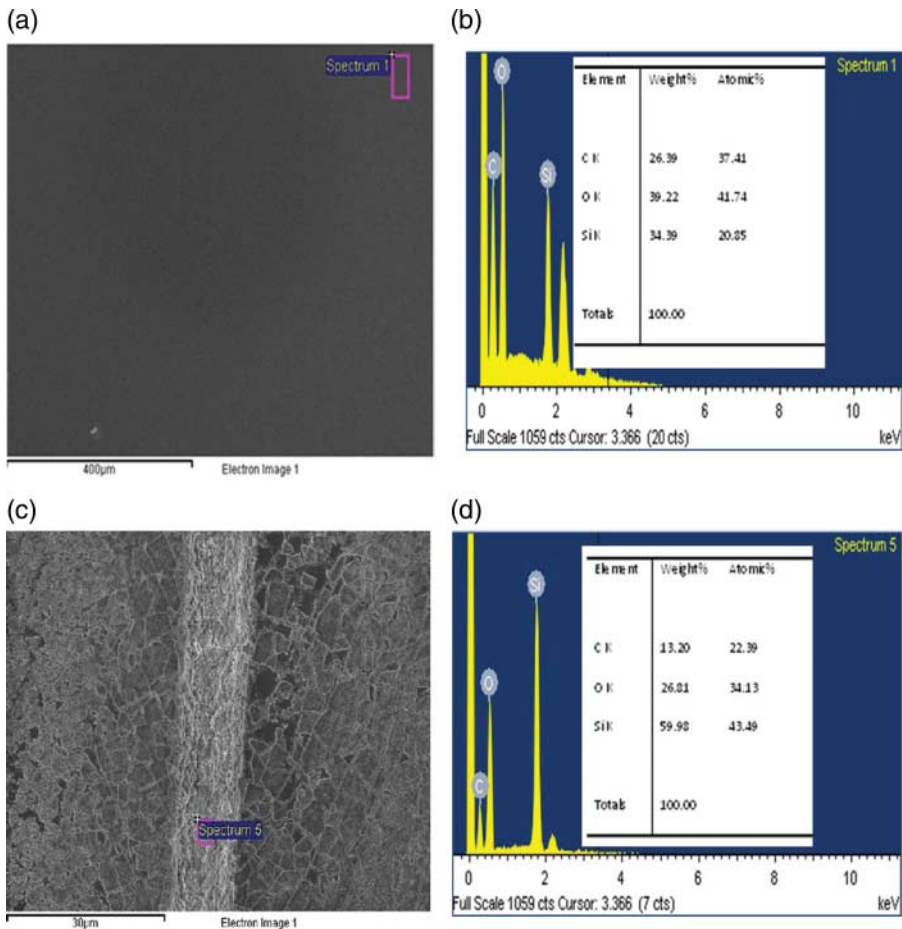 (a)
Spectrum 1
400µm Electron Image 1
(b)
Spectrum 1
O
C
Si
Element Weight% Atomic%
C K 26.39 37.41
O K 39.22 41.74
Si K 34.39 20.85
Totals 100.00
0 2 4 6 8 10
Full Scale 1059 cts Cursor: 3.366 (20 cts) keV
(c)
Spectrum 5
30µm Electron Image 1
(d)
Spectrum 5
Si
O
C
Element Weight% Atomic%
C K 13.20 22.39
O K 26.81 34.13
Si K 59.98 43.49
Totals 100.00
0 2 4 6 8 10
Full Scale 1059 cts Cursor: 3.366 (7 cts) keV